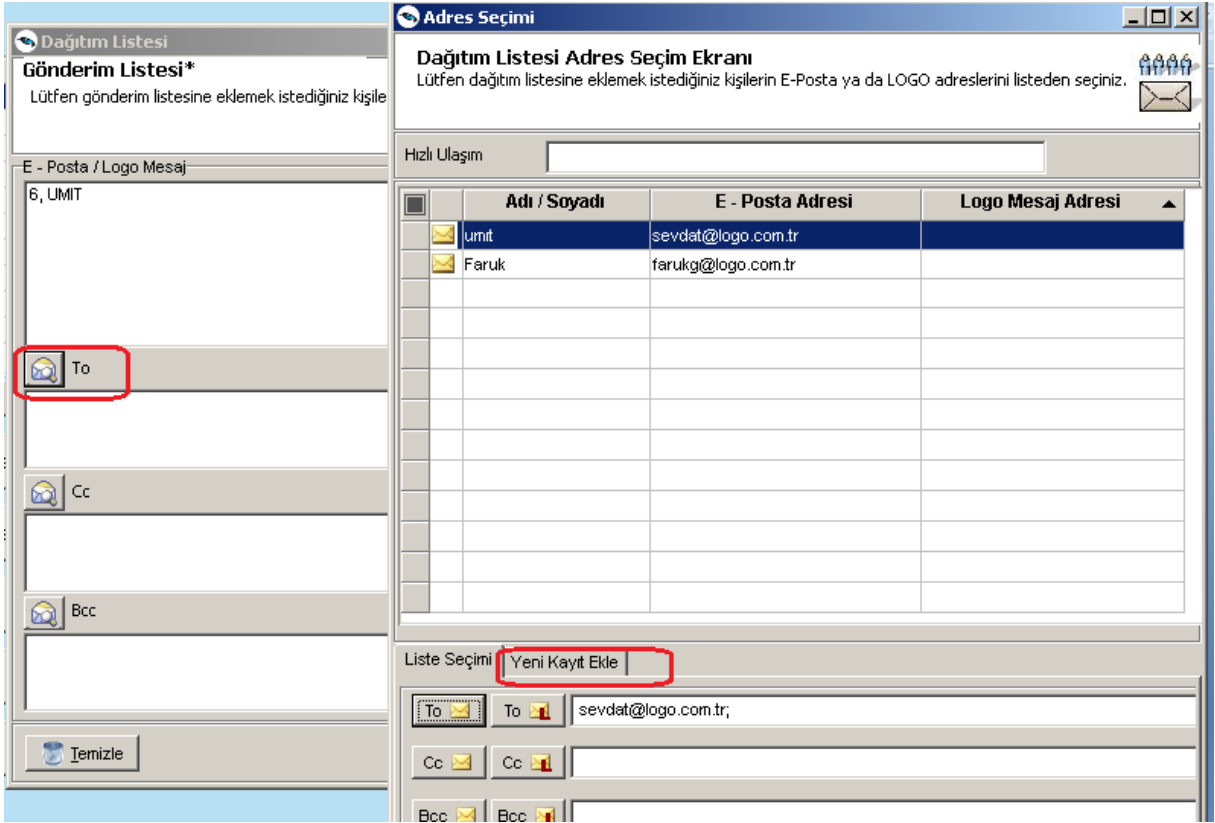 Dağıtım Listesi
Gönderim Listesi*
Lütfen gönderim listesine eklemek istediğiniz kişile
E - Posta / Logo Mesaj
6, UMIT
To
Cc
Bcc
Temizle
Adres Seçimi
Dağıtım Listesi Adres Seçim Ekranı
Lütfen dağıtım listesine eklemek istediğiniz kişilerin E-Posta ya da LOGO adreslerini listeden seçiniz.
Hızlı Ulaşım
Adı / Soyadı E - Posta Adresi Logo Mesaj Adresi
umıt sevdat@logo.com.tr
Faruk farukg@logo.com.tr
Liste Seçimi Yeni Kayıt Ekle
To To sevdat@logo.com.tr;
Cc Cc
Bcc Bcc